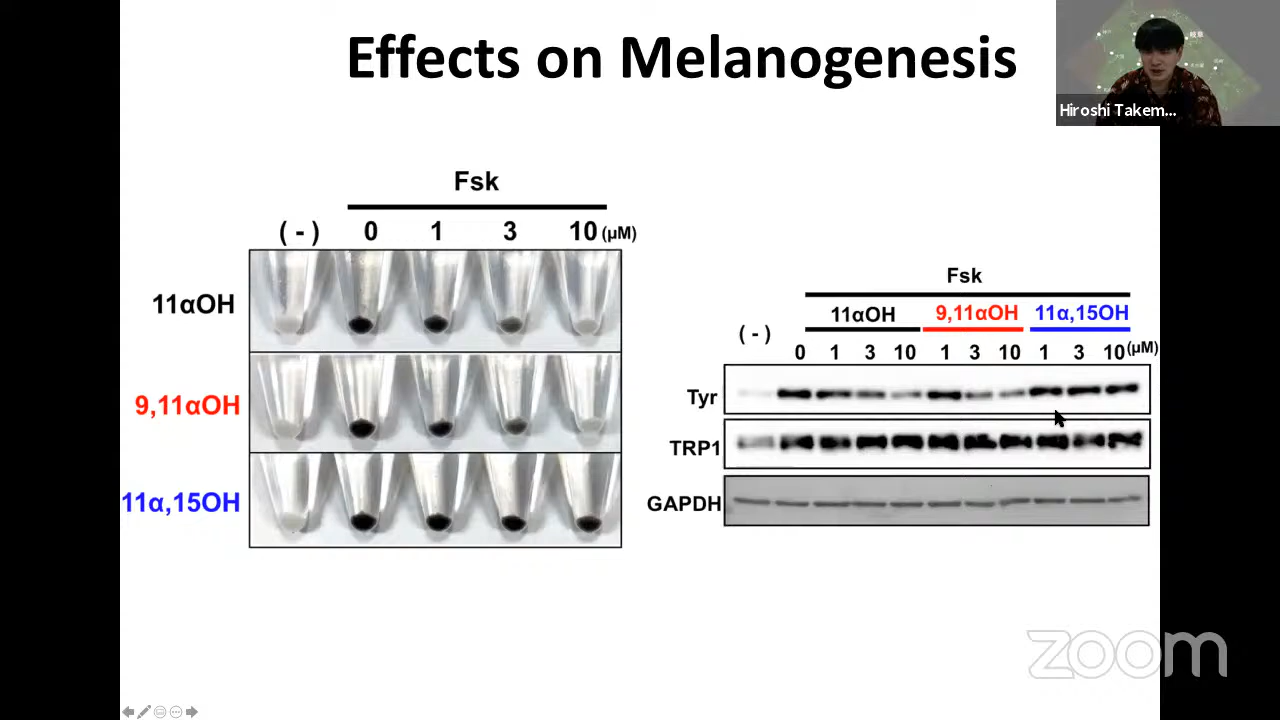 Effects on Melanogenesis
Hiroshi Takem...
Fsk
( - ) 0 1 3 10 (μM)
11αOH
9,11αOH
11α,15OH
Fsk
( - ) 11αOH 9,11αOH 11α,15OH
0 1 3 10 1 3 10 1 3 10 (μM)
Tyr
TRP1
GAPDH
zoom